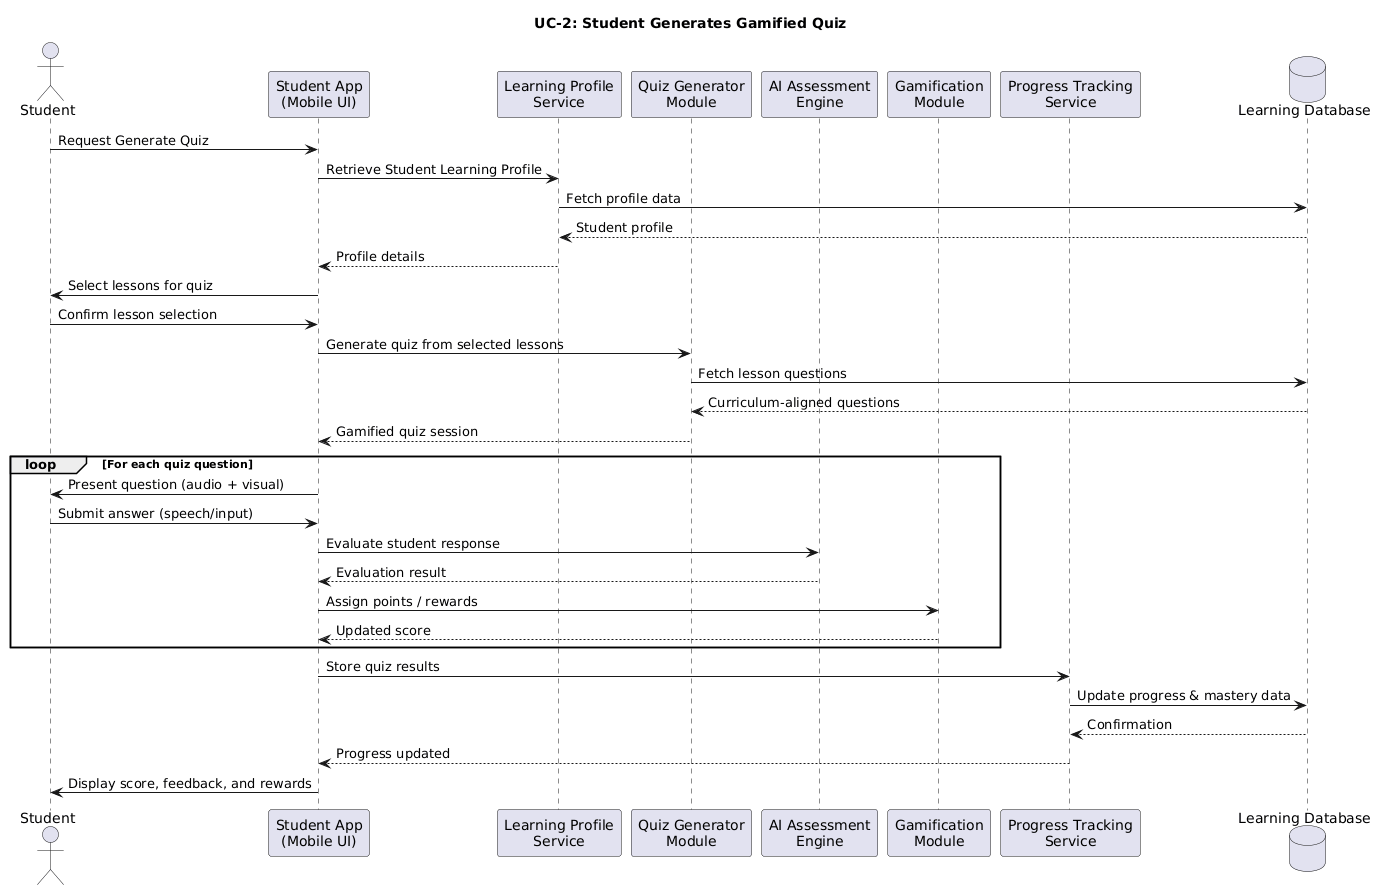 UC-2: Student Generates Gamified Quiz
Student
Student App
(Mobile UI)
Learning Profile
Service
Quiz Generator
Module
AI Assessment
Engine
Gamification
Module
Progress Tracking
Service
Learning Database
Request Generate Quiz
Retrieve Student Learning Profile
Fetch profile data
Student profile
Profile details
Select lessons for quiz
Confirm lesson selection
Generate quiz from selected lessons
Fetch lesson questions
Curriculum-aligned questions
Gamified quiz session
loop [For each quiz question]
Present question (audio + visual)
Submit answer (speech/input)
Evaluate student response
Evaluation result
Assign points / rewards
Updated score
Store quiz results
Update progress & mastery data
Confirmation
Progress updated
Display score, feedback, and rewards
Student
Student App
(Mobile UI)
Learning Profile
Service
Quiz Generator
Module
AI Assessment
Engine
Gamification
Module
Progress Tracking
Service
Learning Database